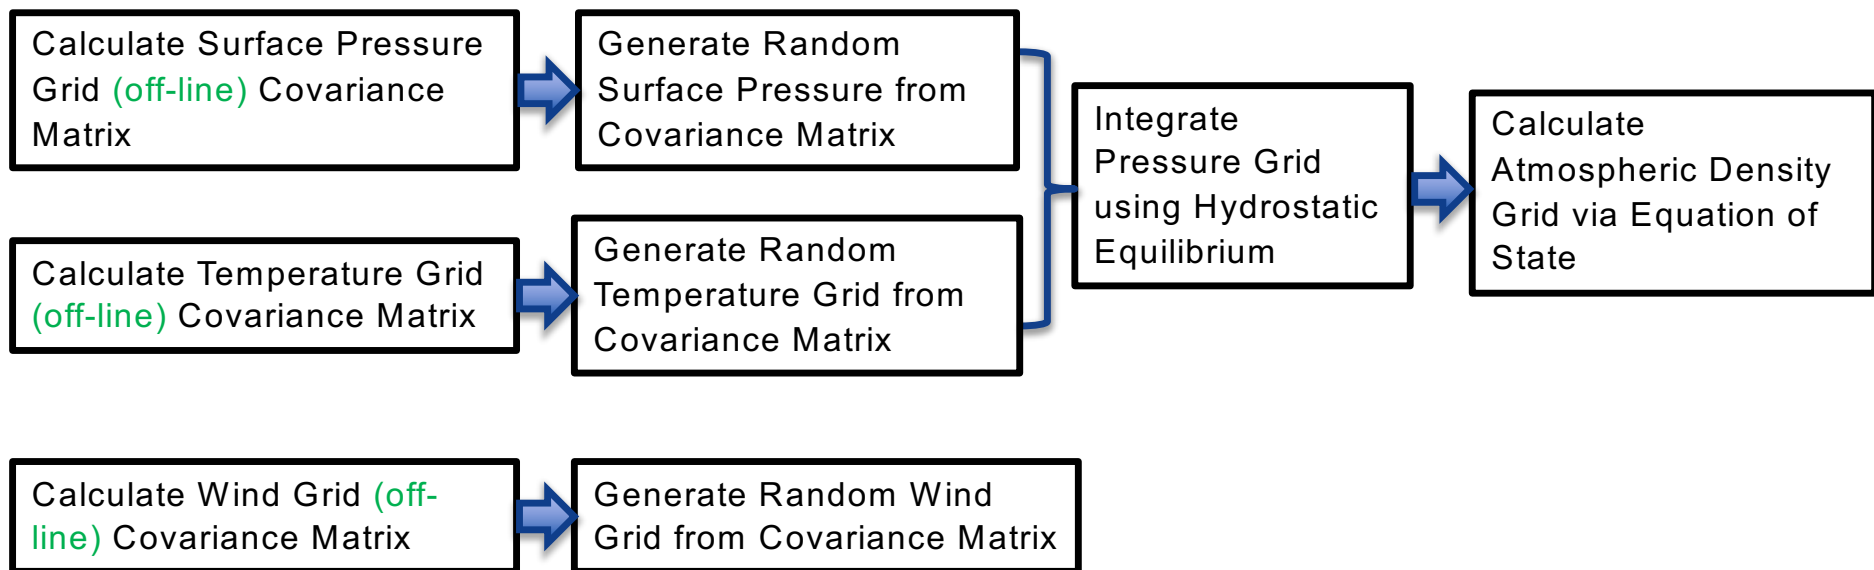 Calculate Surface Pressure
Grid (off-line) Covariance
Matrix
Generate Random
Surface Pressure from
Covariance Matrix
Integrate
Pressure Grid
using Hydrostatic
Equilibrium
Calculate
Atmospheric Density
Grid via Equation of
State
Calculate Temperature Grid
(off-line) Covariance Matrix
Generate Random
Temperature Grid from
Covariance Matrix
Calculate Wind Grid (off-
line) Covariance Matrix
Generate Random Wind
Grid from Covariance Matrix